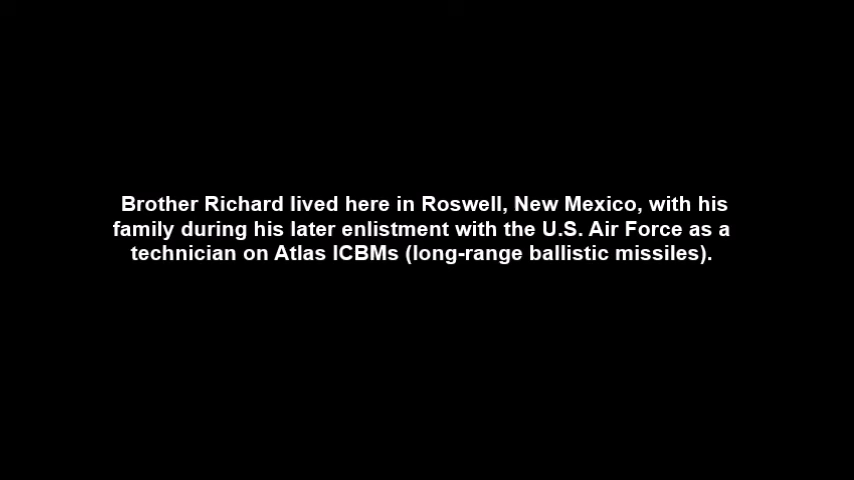 Brother Richard lived here in Roswell, New Mexico, with his
family during his later enlistment with the U.S. Air Force as a
technician on Atlas ICBMs (long-range ballistic missiles).